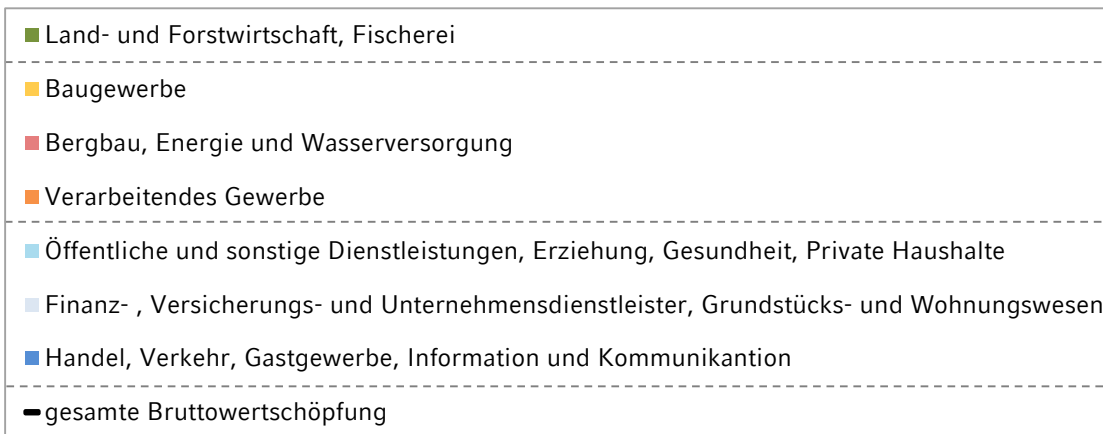 Land- und Forstwirtschaft, Fischerei
Baugewerbe
Bergbau, Energie und Wasserversorgung
Verarbeitendes Gewerbe
Öffentliche und sonstige Dienstleistungen, Erziehung, Gesundheit, Private Haushalte
Finanz- , Versicherungs- und Unternehmensdienstleister, Grundstücks- und Wohnungswesen
Handel, Verkehr, Gastgewerbe, Information und Kommunikantion
gesamte Bruttowertschöpfung